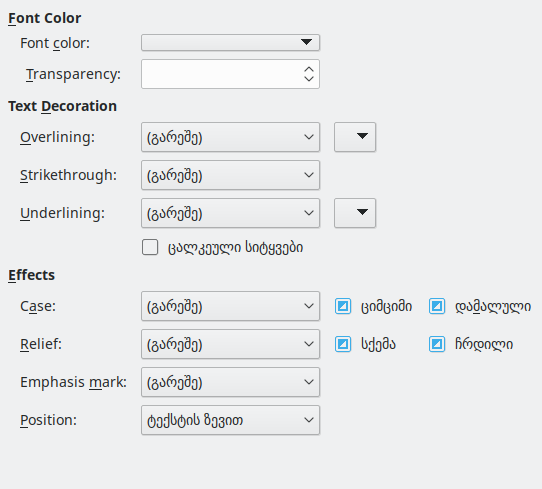 Font Color
Font color:
Transparency:
Text Decoration
Overlining: (გარეშე)
Strikethrough: (გარეშე)
Underlining: (გარეშე)
ცალკეული სიტყვები
Effects
Case: (გარეშე) ციმციმი დამალული
Relief: (გარეშე) სქემა ჩრდილი
Emphasis mark: (გარეშე)
Position: ტექსტის ზევით